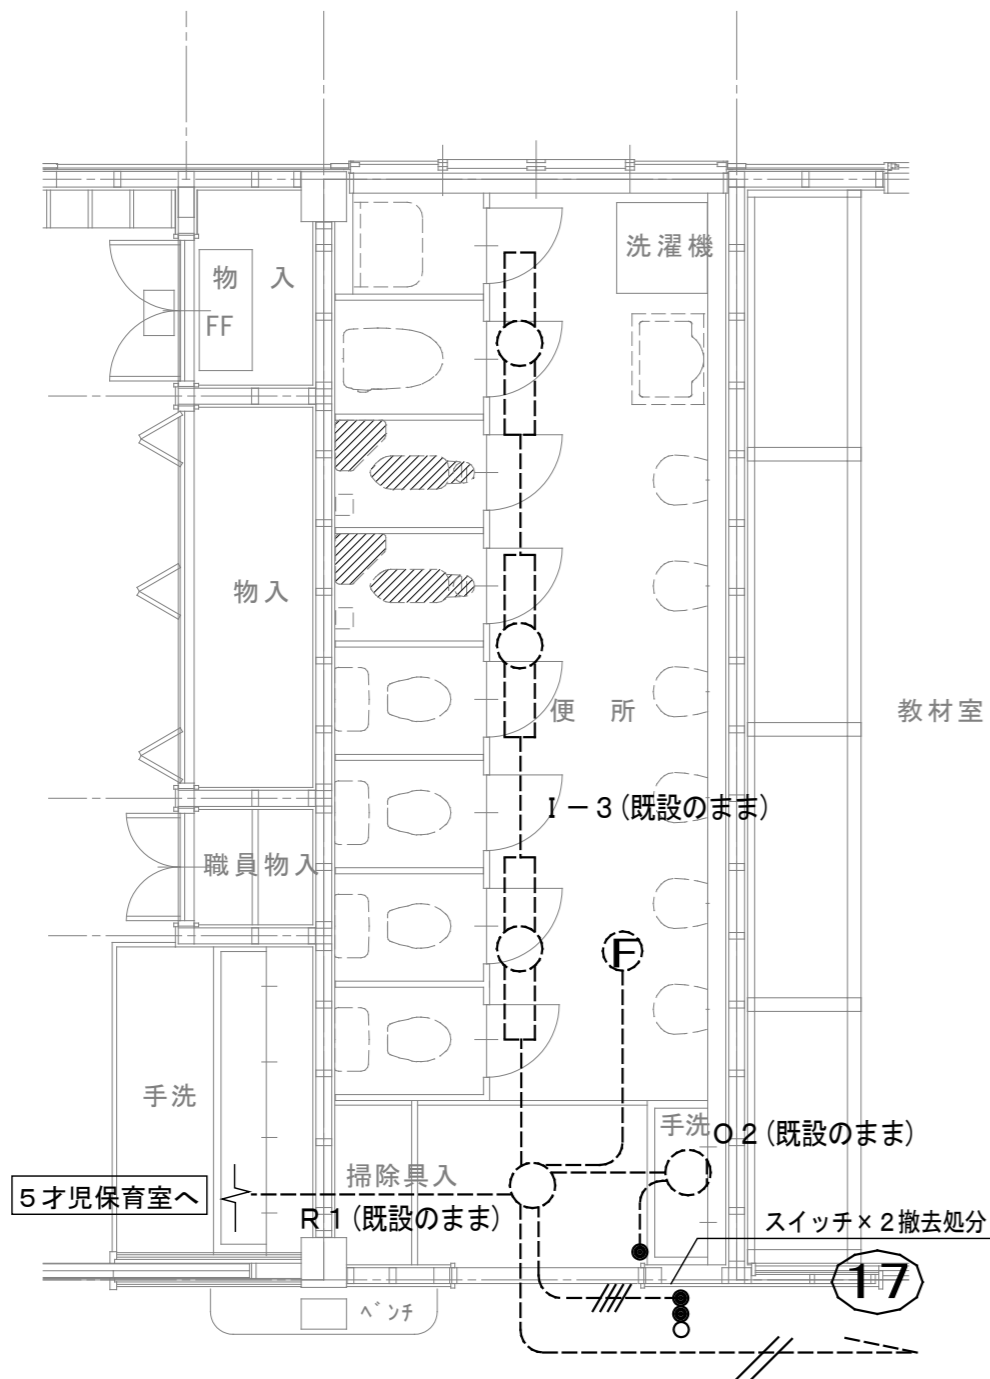 洗濯機
物 入
FF
物入
便 所
教材室
I－3(既設のまま)
職員物入
F
手洗
手洗
O2(既設のまま)
掃除具入
5才児保育室へ
R1(既設のまま)
スイッチ×2撤去処分
17
ベンチ